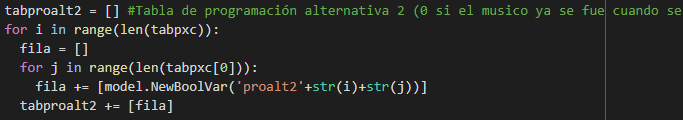 tabproalt2 = [] #Tabla de programación alternativa 2 (0 si el musico ya se fue cuando se
for i in range(len(tabpxc)):
  fila = []
  for j in range(len(tabpxc[0])):
    fila += [model.NewBoolVar('proalt2'+str(i)+str(j))]
  tabproalt2 += [fila]